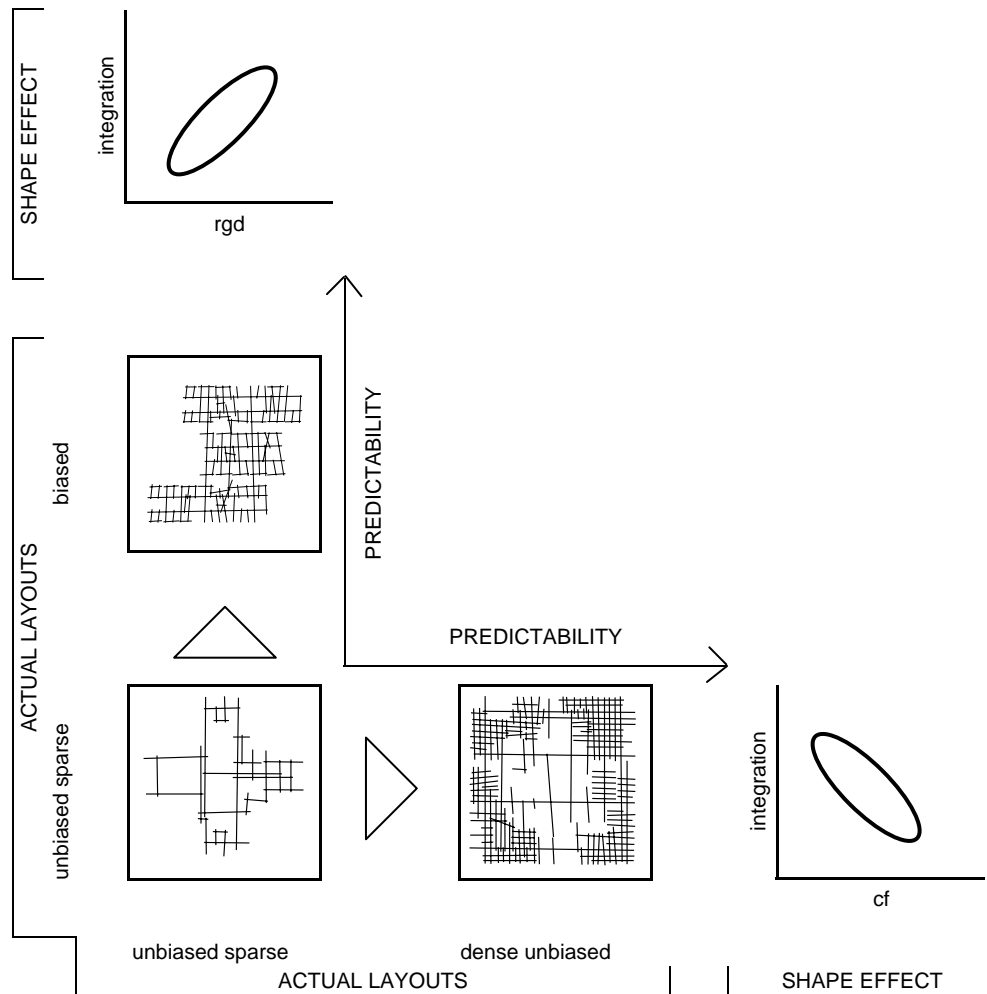 SHAPE EFFECT
integration
rgd
PREDICTABILITY
biased
ACTUAL LAYOUTS
PREDICTABILITY
unbiased sparse
integration
cf
unbiased sparse
dense unbiased
ACTUAL LAYOUTS
SHAPE EFFECT